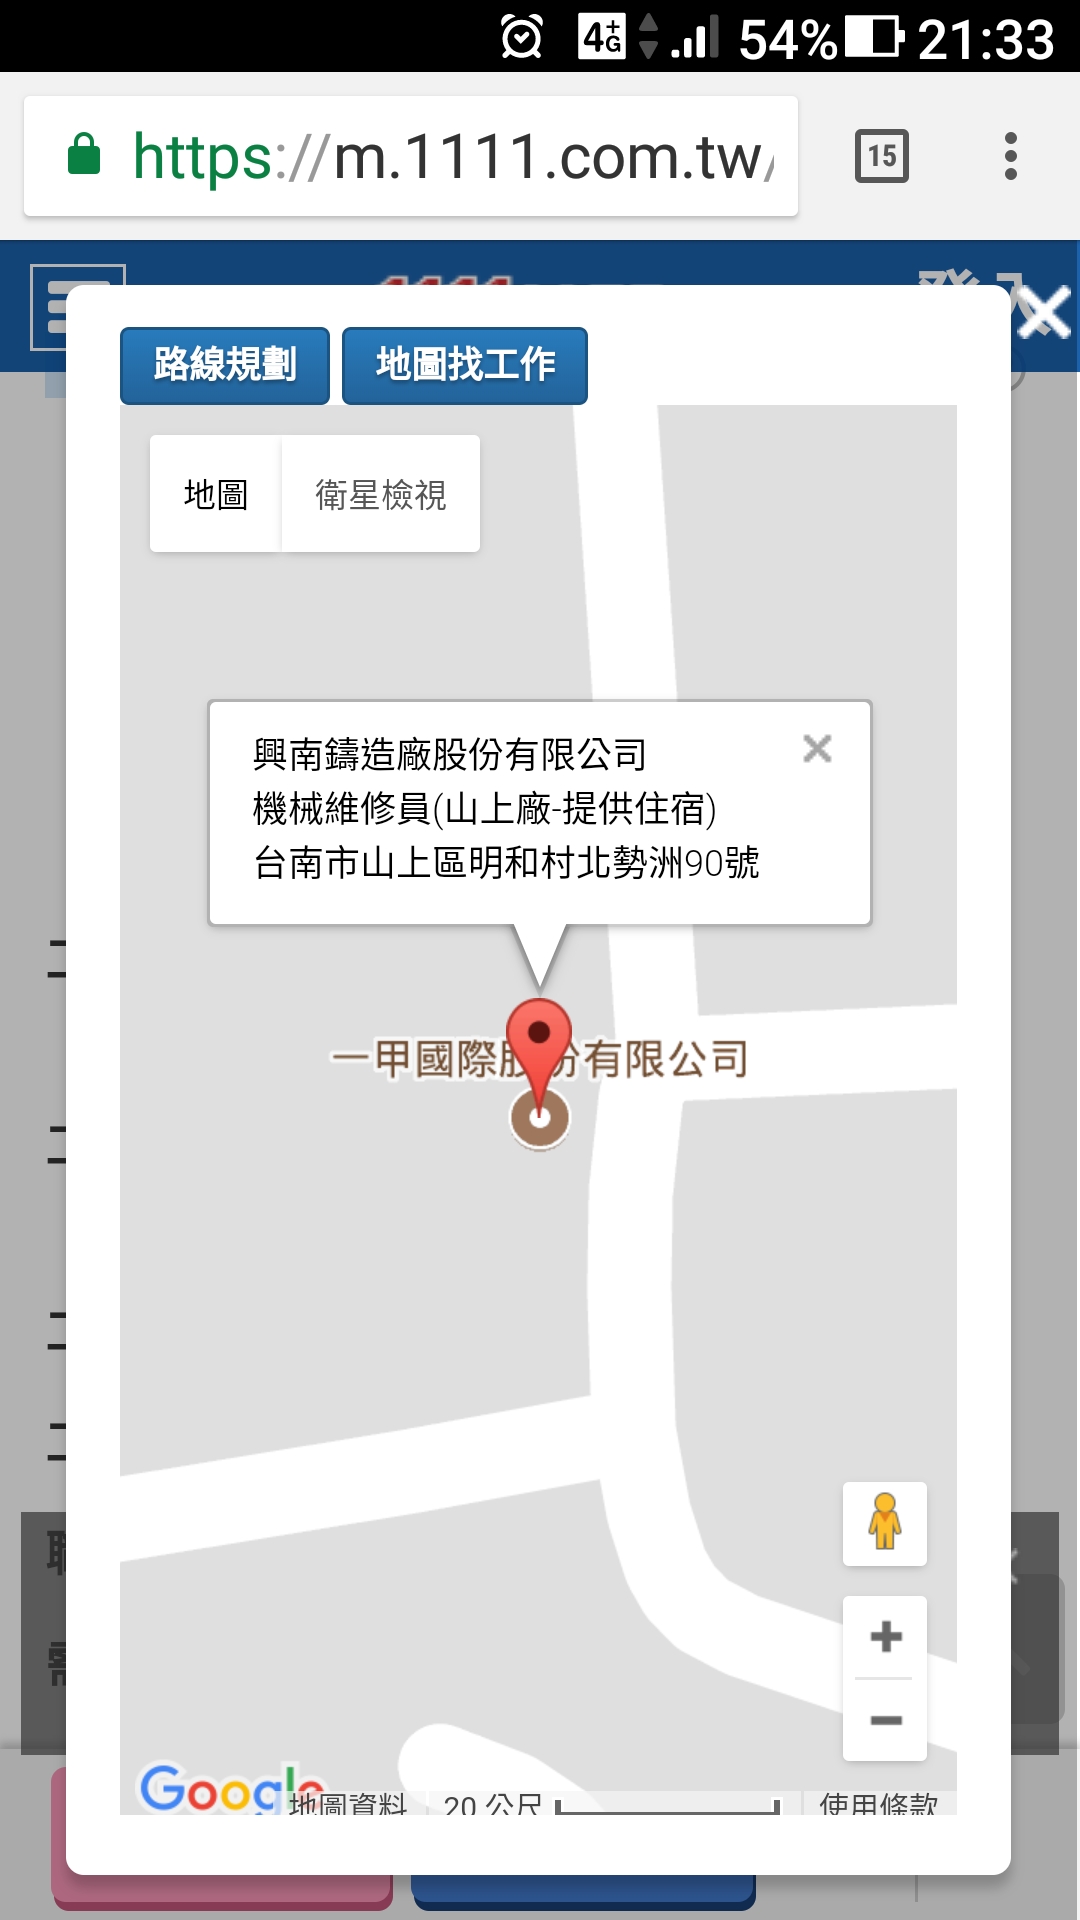 4G+ 54% 21:33
https://m.1111.com.tw/
15
1111
登入
路線規劃 地圖找工作
地圖 衛星檢視
興南鑄造廠股份有限公司
機械維修員(山上廠-提供住宿)
台南市山上區明和村北勢洲90號
一甲國際股份有限公司
Google 地圖資料 20 公尺 使用條款